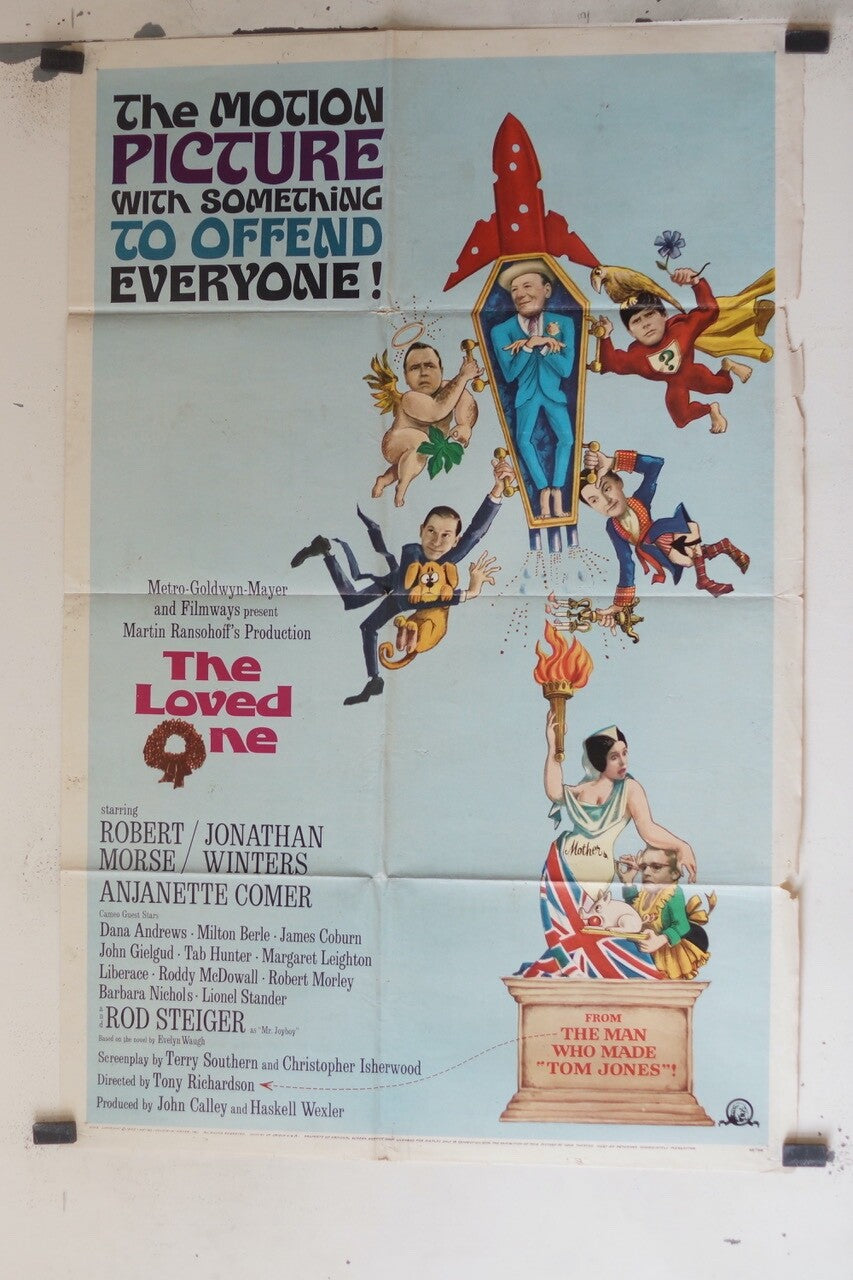 The MOTION
PICTURE
WITH SOMETHING
TO OFFEND
EVERYONE!
?
Metro-Goldwyn-Mayer
and Filmways present
Martin Ransohoff's Production
The
Loved
One
Mother
starring
ROBERT / JONATHAN
MORSE / WINTERS
ANJANETTE COMER
Cameo Guest Stars
Dana Andrews · Milton Berle · James Coburn
John Gielgud · Tab Hunter · Margaret Leighton
Liberace · Roddy McDowall · Robert Morley
Barbara Nichols · Lionel Stander
and ROD STEIGER as "Mr. Joyboy"
Based on the novel by Evelyn Waugh
Screenplay by Terry Southern and Christopher Isherwood
Directed by Tony Richardson
Produced by John Calley and Haskell Wexler
FROM
THE MAN
WHO MADE
"TOM JONES"!